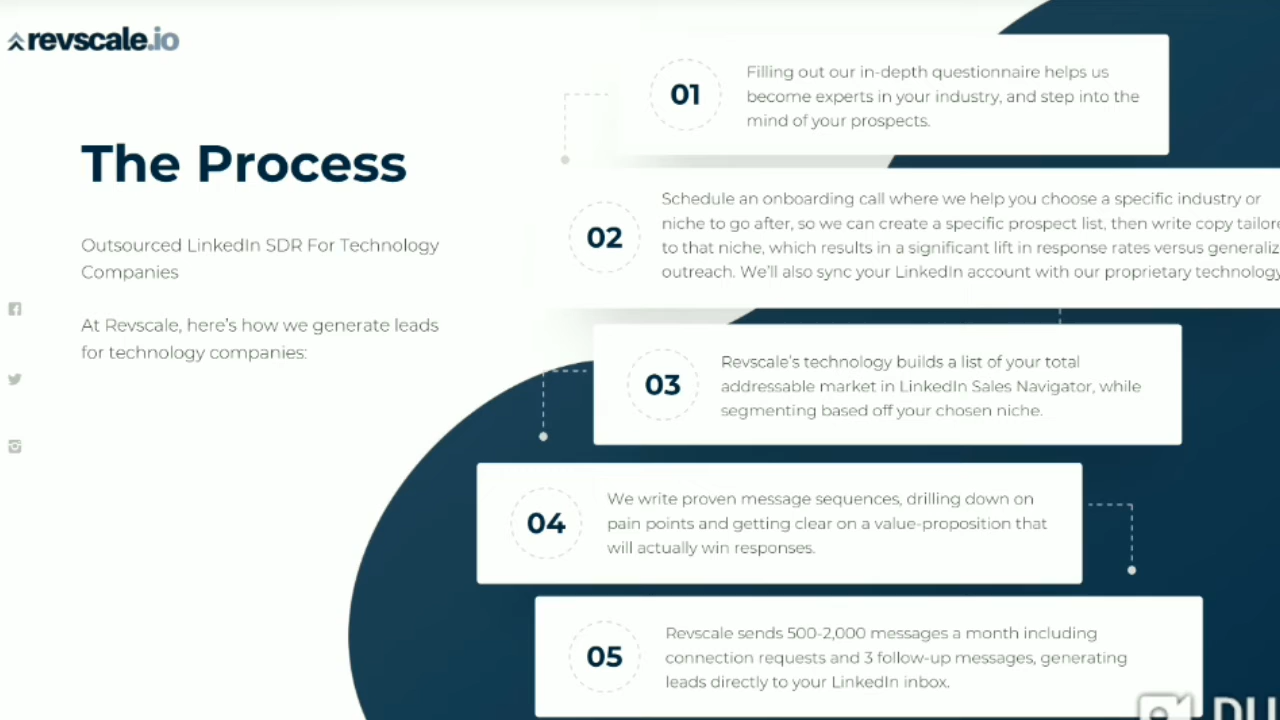 revscale.io
The Process
Outsourced LinkedIn SDR For Technology
Companies
At Revscale, here's how we generate leads
for technology companies:
01
Filling out our in-depth questionnaire helps us
become experts in your industry, and step into the
mind of your prospects.
02
Schedule an onboarding call where we help you choose a specific industry or
niche to go after, so we can create a specific prospect list, then write copy tailore
to that niche, which results in a significant lift in response rates versus generaliz
outreach. We'll also sync your LinkedIn account with our proprietary technology
03
Revscale's technology builds a list of your total
addressable market in LinkedIn Sales Navigator, while
segmenting based off your chosen niche.
04
We write proven message sequences, drilling down on
pain points and getting clear on a value-proposition that
will actually win responses.
05
Revscale sends 500-2,000 messages a month including
connection requests and 3 follow-up messages, generating
leads directly to your LinkedIn inbox.